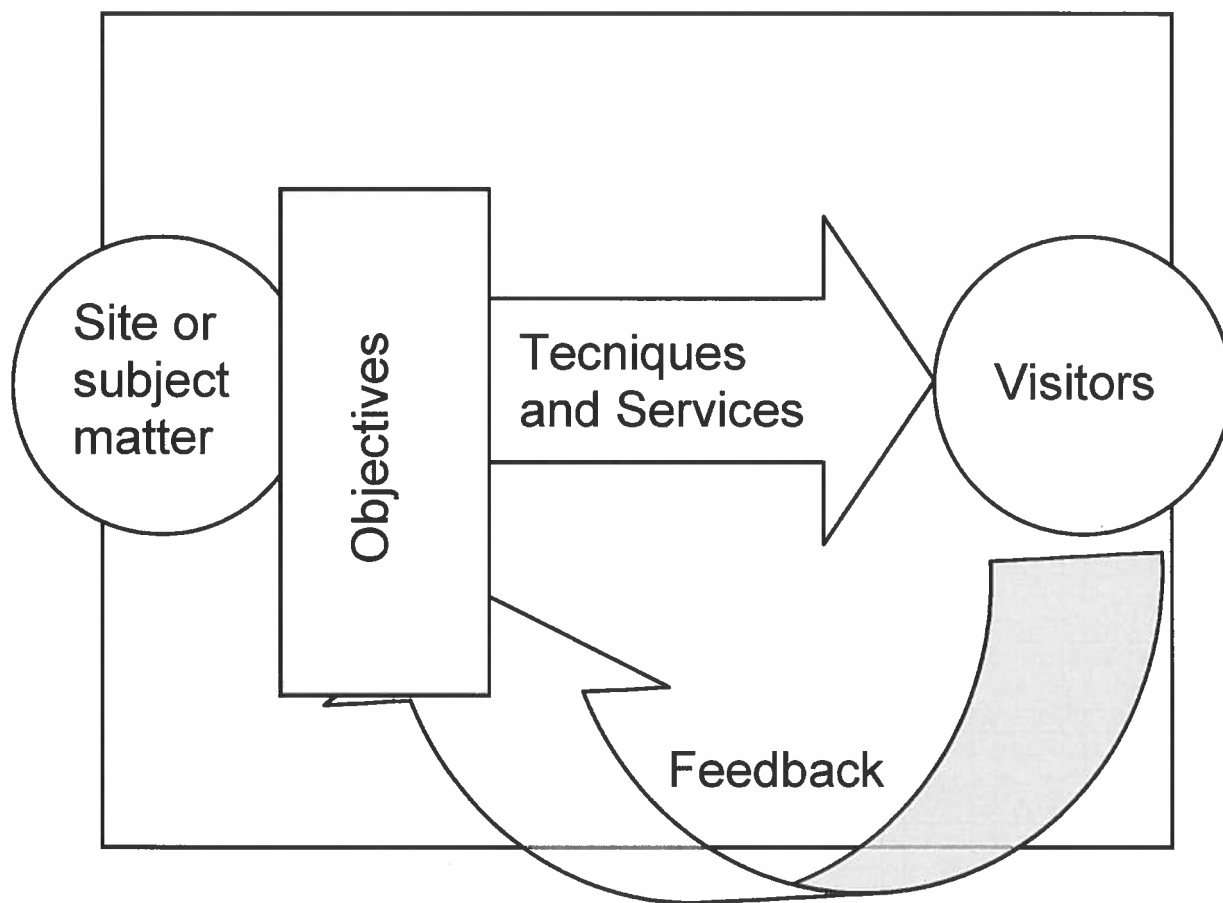 Site or
subject
matter
Objectives
Tecniques
and Services
Visitors
Feedback